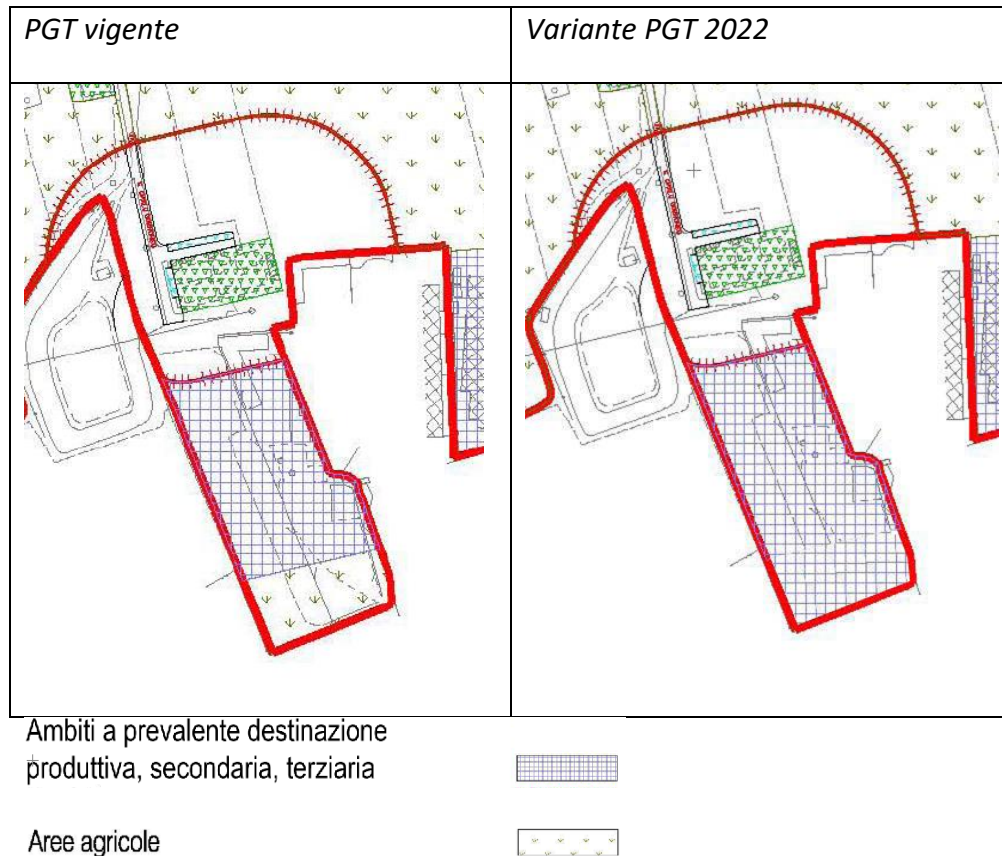 PGT vigente
Variante PGT 2022
Ambiti a prevalente destinazione
produttiva, secondaria, terziaria
Aree agricole